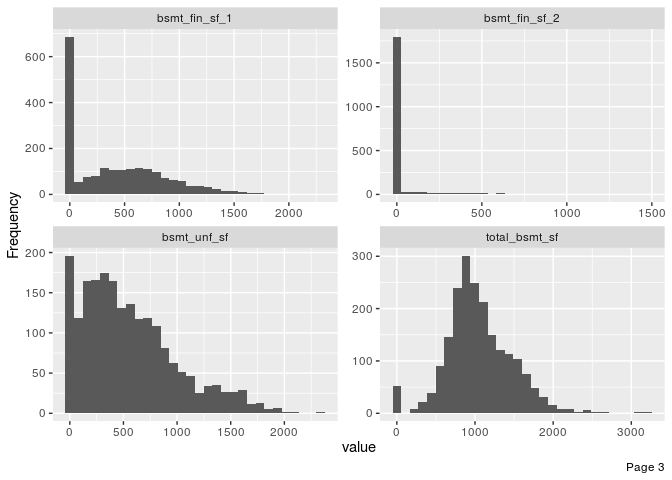 bsmt_fin_sf_1
bsmt_fin_sf_2
600
400
200
0
0 500 1000 1500 2000
1500
1000
500
0
0 500 1000 1500
Frequency
bsmt_unf_sf
total_bsmt_sf
200
150
100
50
0
0 500 1000 1500 2000
300
200
100
0
0 1000 2000 3000
value
Page 3